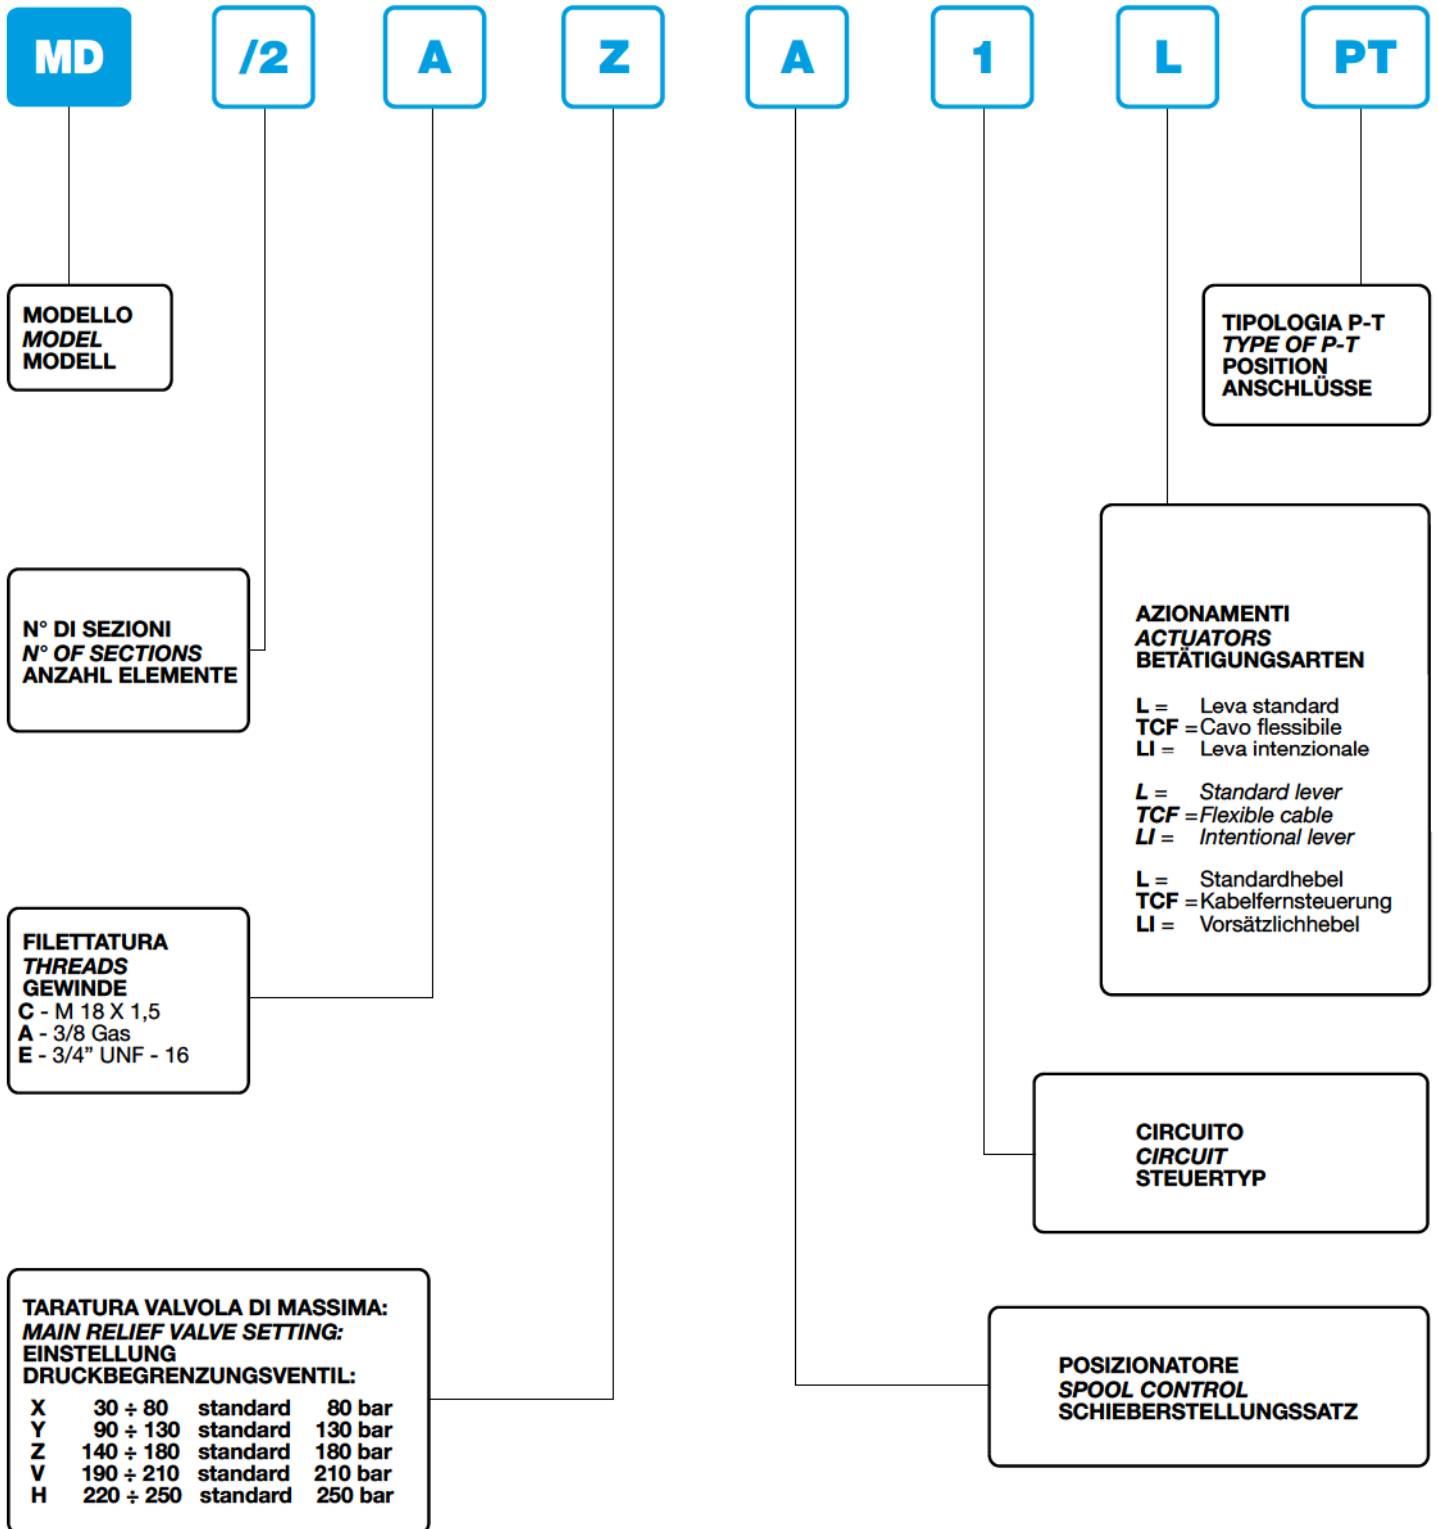 MD /2 A Z A 1 L PT
MODELLO
MODEL
MODELL
TIPOLOGIA P-T
TYPE OF P-T
POSITION
ANSCHLÜSSE
N° DI SEZIONI
N° OF SECTIONS
ANZAHL ELEMENTE
AZIONAMENTI
ACTUATORS
BETÄTIGUNGSARTEN
L = Leva standard
TCF = Cavo flessibile
LI = Leva intenzionale
L = Standard lever
TCF = Flexible cable
LI = Intentional lever
L = Standardhebel
TCF = Kabelfernsteuerung
LI = Vorsätzlichhebel
FILETTATURA
THREADS
GEWINDE
C - M 18 X 1,5
A - 3/8 Gas
E - 3/4” UNF - 16
CIRCUITO
CIRCUIT
STEUERTYP
TARATURA VALVOLA DI MASSIMA:
MAIN RELIEF VALVE SETTING:
EINSTELLUNG
DRUCKBEGRENZUNGSVENTIL:
X 30 ÷ 80 standard 80 bar
Y 90 ÷ 130 standard 130 bar
Z 140 ÷ 180 standard 180 bar
V 190 ÷ 210 standard 210 bar
H 220 ÷ 250 standard 250 bar
POSIZIONATORE
SPOOL CONTROL
SCHIEBERSTELLUNGSSATZ